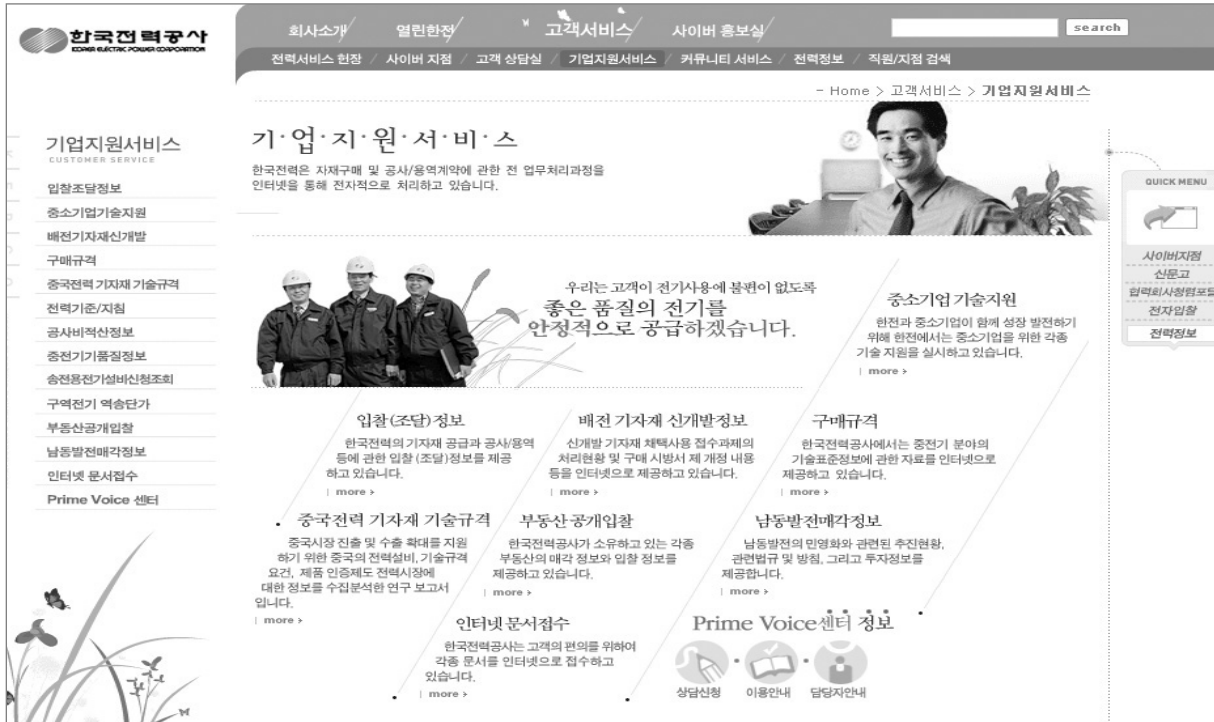 한국전력공사
KOREA ELECTRIC POWER CORPORATION
회사소개 열린한전 고객서비스 사이버 홍보실
search
전력서비스 헌장 / 사이버 지점 / 고객 상담실 / 기업지원서비스 / 커뮤니티 서비스 / 전력정보 / 직원/지점 검색
- Home > 고객서비스 > 기업지원서비스
기업지원서비스
CUSTOMER SERVICE
입찰조달정보
중소기업기술지원
배전기자재신개발
구매규격
중국전력 기자재 기술규격
전력기준/지침
공사비적산정보
중전기기품질정보
송전용전기설비신청조회
구역전기 역송단가
부동산공개입찰
남동발전매각정보
인터넷 문서접수
Prime Voice 센터
기·업·지·원·서·비·스
한국전력은 자재구매 및 공사/용역계약에 관한 전 업무처리과정을
인터넷을 통해 전자적으로 처리하고 있습니다.
우리는 고객이 전기사용에 불편이 없도록
좋은 품질의 전기를
안정적으로 공급하겠습니다.
중소기업 기술지원
한전과 중소기업이 함께 성장 발전하기
위해 한전에서는 중소기업을 위한 각종
기술 지원을 실시하고 있습니다.
| more >
입찰(조달)정보
한국전력의 기자재 공급과 공사/용역
등에 관한 입찰 (조달)정보를 제공
하고 있습니다.
| more >
배전 기자재 신개발정보
신개발 기자재 채택사용 접수과제의
처리현황 및 구매 시방서 제 개정 내용
등을 인터넷으로 제공하고 있습니다.
| more >
구매규격
한국전력공사에서는 중전기 분야의
기술표준정보에 관한 자료를 인터넷으로
제공하고 있습니다.
| more >
중국전력 기자재 기술규격
중국시장 진출 및 수출 확대를 지원
하기 위한 중국의 전력설비, 기술규격
요건, 제품 인증제도 전력시장에
대한 정보를 수집분석한 연구 보고서
입니다.
| more >
부동산 공개입찰
한국전력공사가 소유하고 있는 각종
부동산의 매각 정보와 입찰 정보를
제공하고 있습니다.
| more >
남동발전매각정보
남동발전의 민영화와 관련된 추진현황,
관련법규 및 방침, 그리고 투자정보를
제공합니다.
| more >
인터넷 문서접수
한국전력공사는 고객의 편의를 위하여
각종 문서를 인터넷으로 접수하고
있습니다.
| more >
Prime Voice센터 정보
상담신청 이용안내 담당자안내
QUICK MENU
사이버지점
신문고
협력회사청렴포탈
전자입찰
전력정보